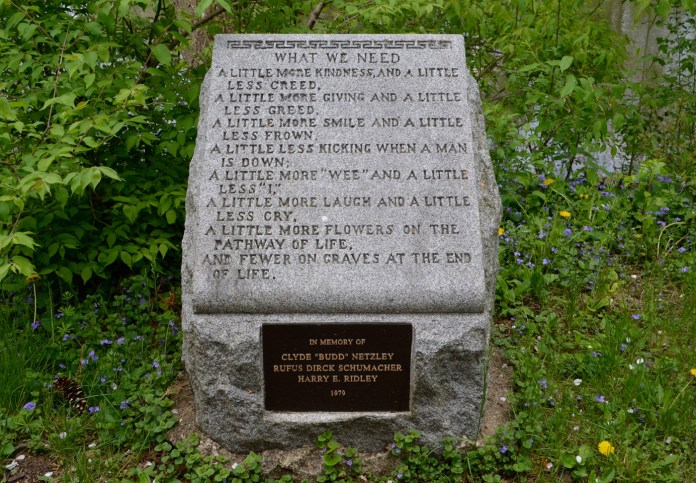 WHAT WE NEED
A LITTLE MORE KINDNESS, AND A LITTLE
LESS CREED,
A LITTLE MORE GIVING AND A LITTLE
LESS GREED,
A LITTLE MORE SMILE AND A LITTLE
LESS FROWN,
A LITTLE LESS KICKING WHEN A MAN
IS DOWN;
A LITTLE MORE "WEE" AND A LITTLE
LESS "I,"
A LITTLE MORE LAUGH AND A LITTLE
LESS CRY,
A LITTLE MORE FLOWERS ON THE
PATHWAY OF LIFE,
AND FEWER ON GRAVES AT THE END
OF LIFE.
IN MEMORY OF
CLYDE "BUDD" NETZLEY
RUFUS DIRCK SCHUMACHER
HARRY E. RIDLEY
1979